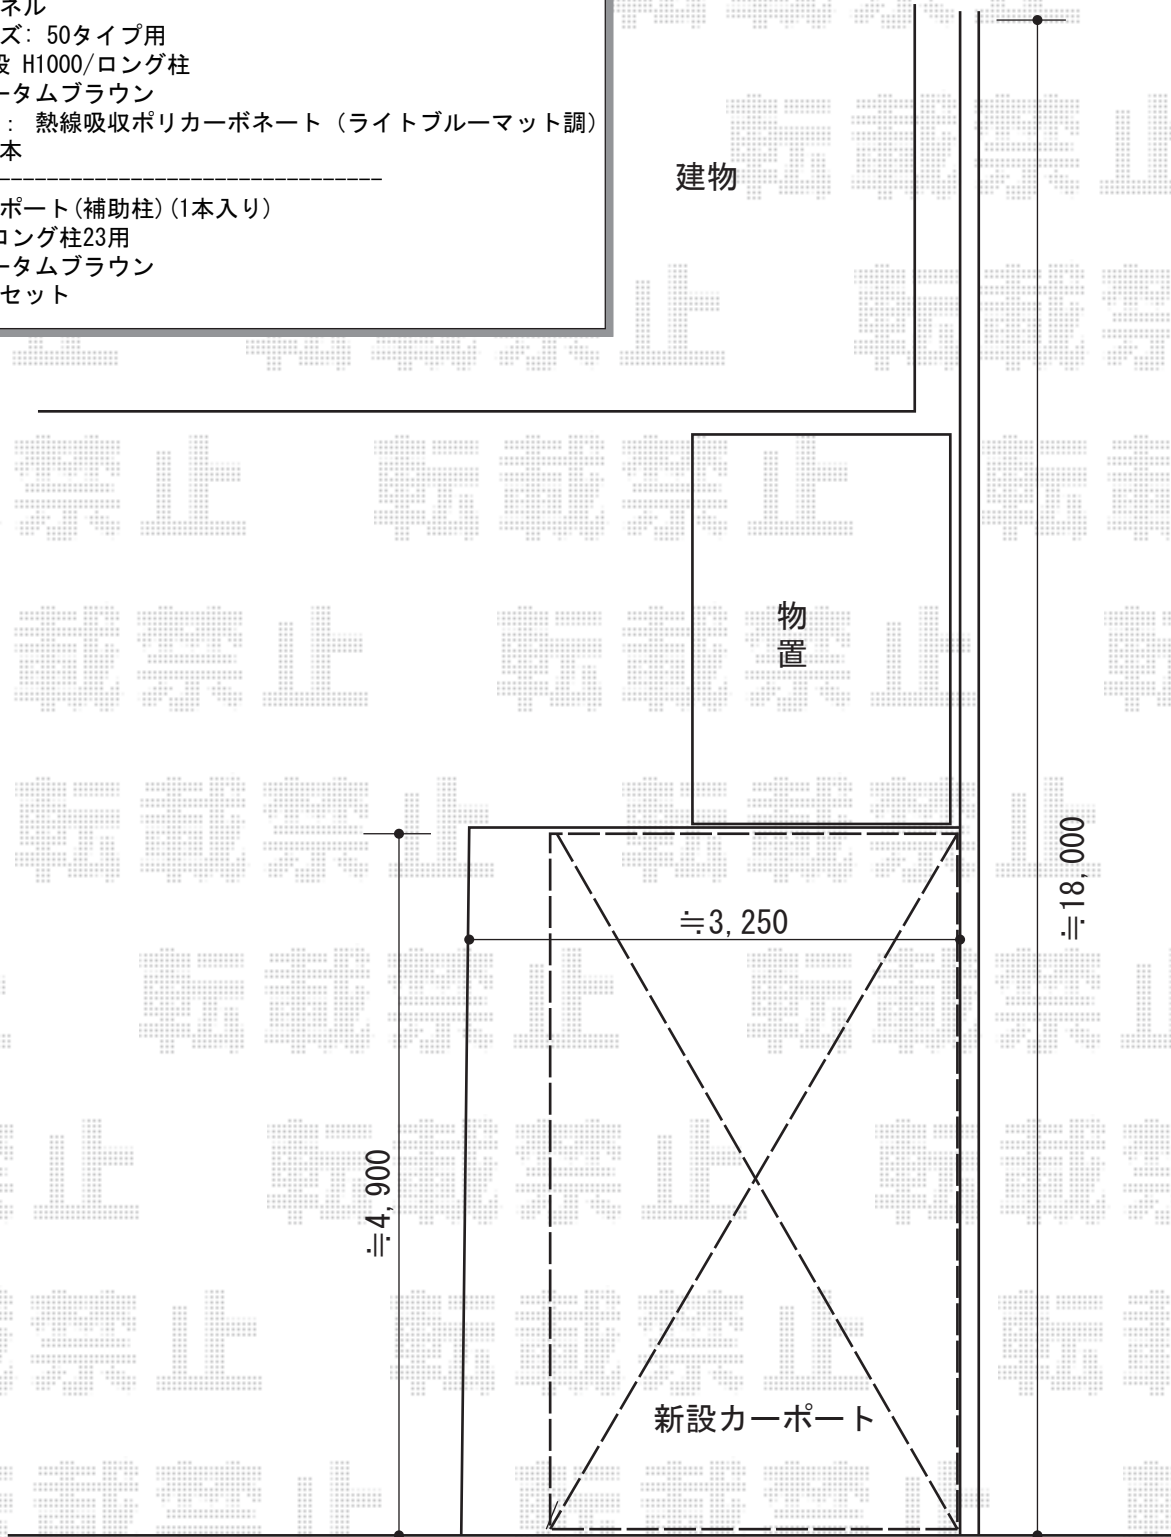 ネル
ズ: 50タイプ用
段 H1000/ロング柱
ータムブラウン
: 熱線吸収ポリカーボネート (ライトブルーマット調)
本
--------------------------------
ポート(補助柱)(1本入り)
ロング柱23用
ータムブラウン
セット
建物
物置
≒3,250
≒18,000
≒4,900
新設カーポート
転載禁止